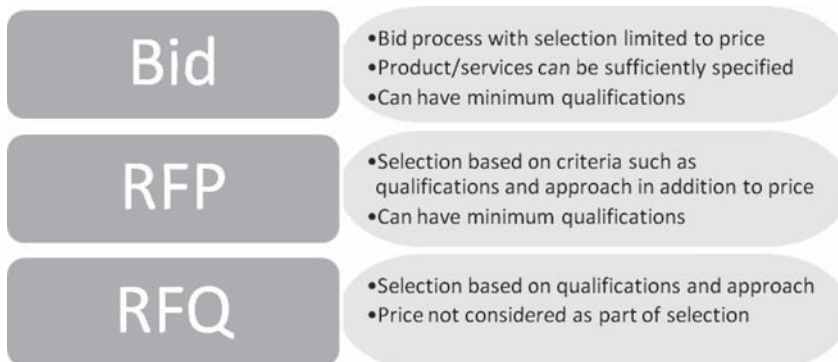 Bid
•Bid process with selection limited to price
•Product/services can be sufficiently specified
•Can have minimum qualifications
RFP
•Selection based on criteria such as
qualifications and approach in addition to price
•Can have minimum qualifications
RFQ
•Selection based on qualifications and approach
•Price not considered as part of selection